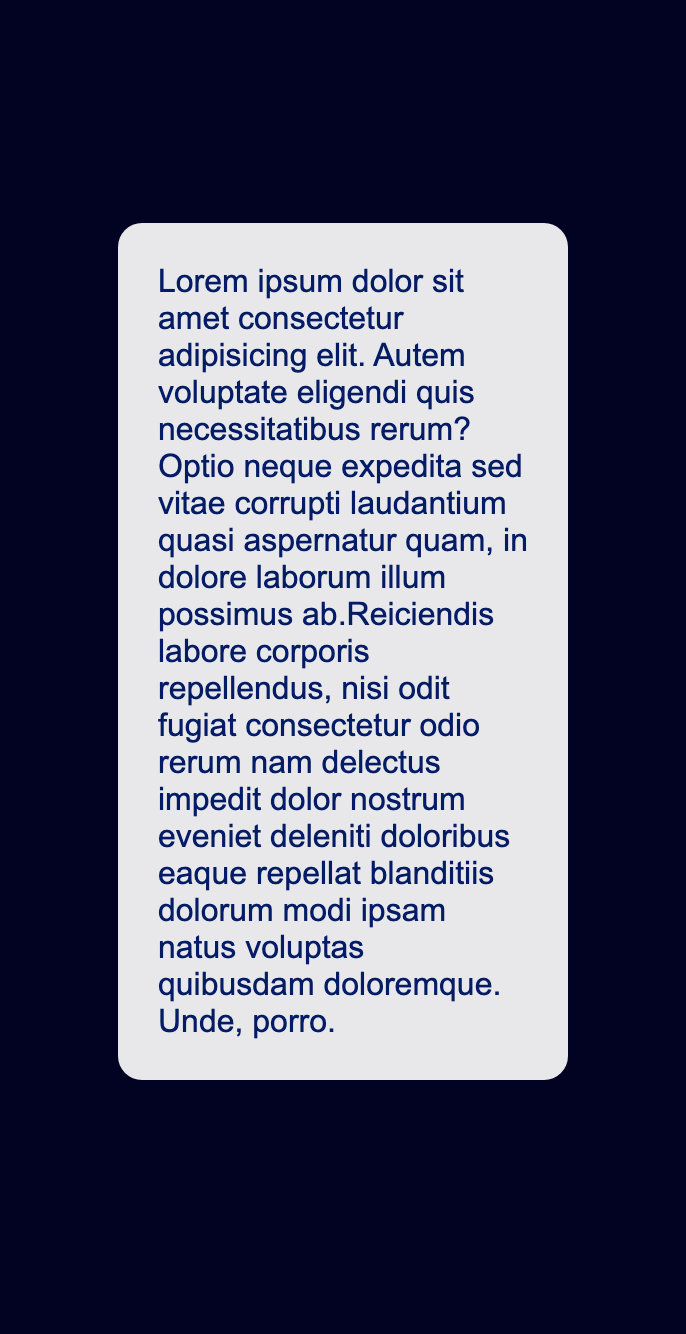 Lorem ipsum dolor sit
amet consectetur
adipisicing elit. Autem
voluptate eligendi quis
necessitatibus rerum?
Optio neque expedita sed
vitae corrupti laudantium
quasi aspernatur quam, in
dolore laborum illum
possimus ab.Reiciendis
labore corporis
repellendus, nisi odit
fugiat consectetur odio
rerum nam delectus
impedit dolor nostrum
eveniet deleniti doloribus
eaque repellat blanditiis
dolorum modi ipsam
natus voluptas
quibusdam doloremque.
Unde, porro.